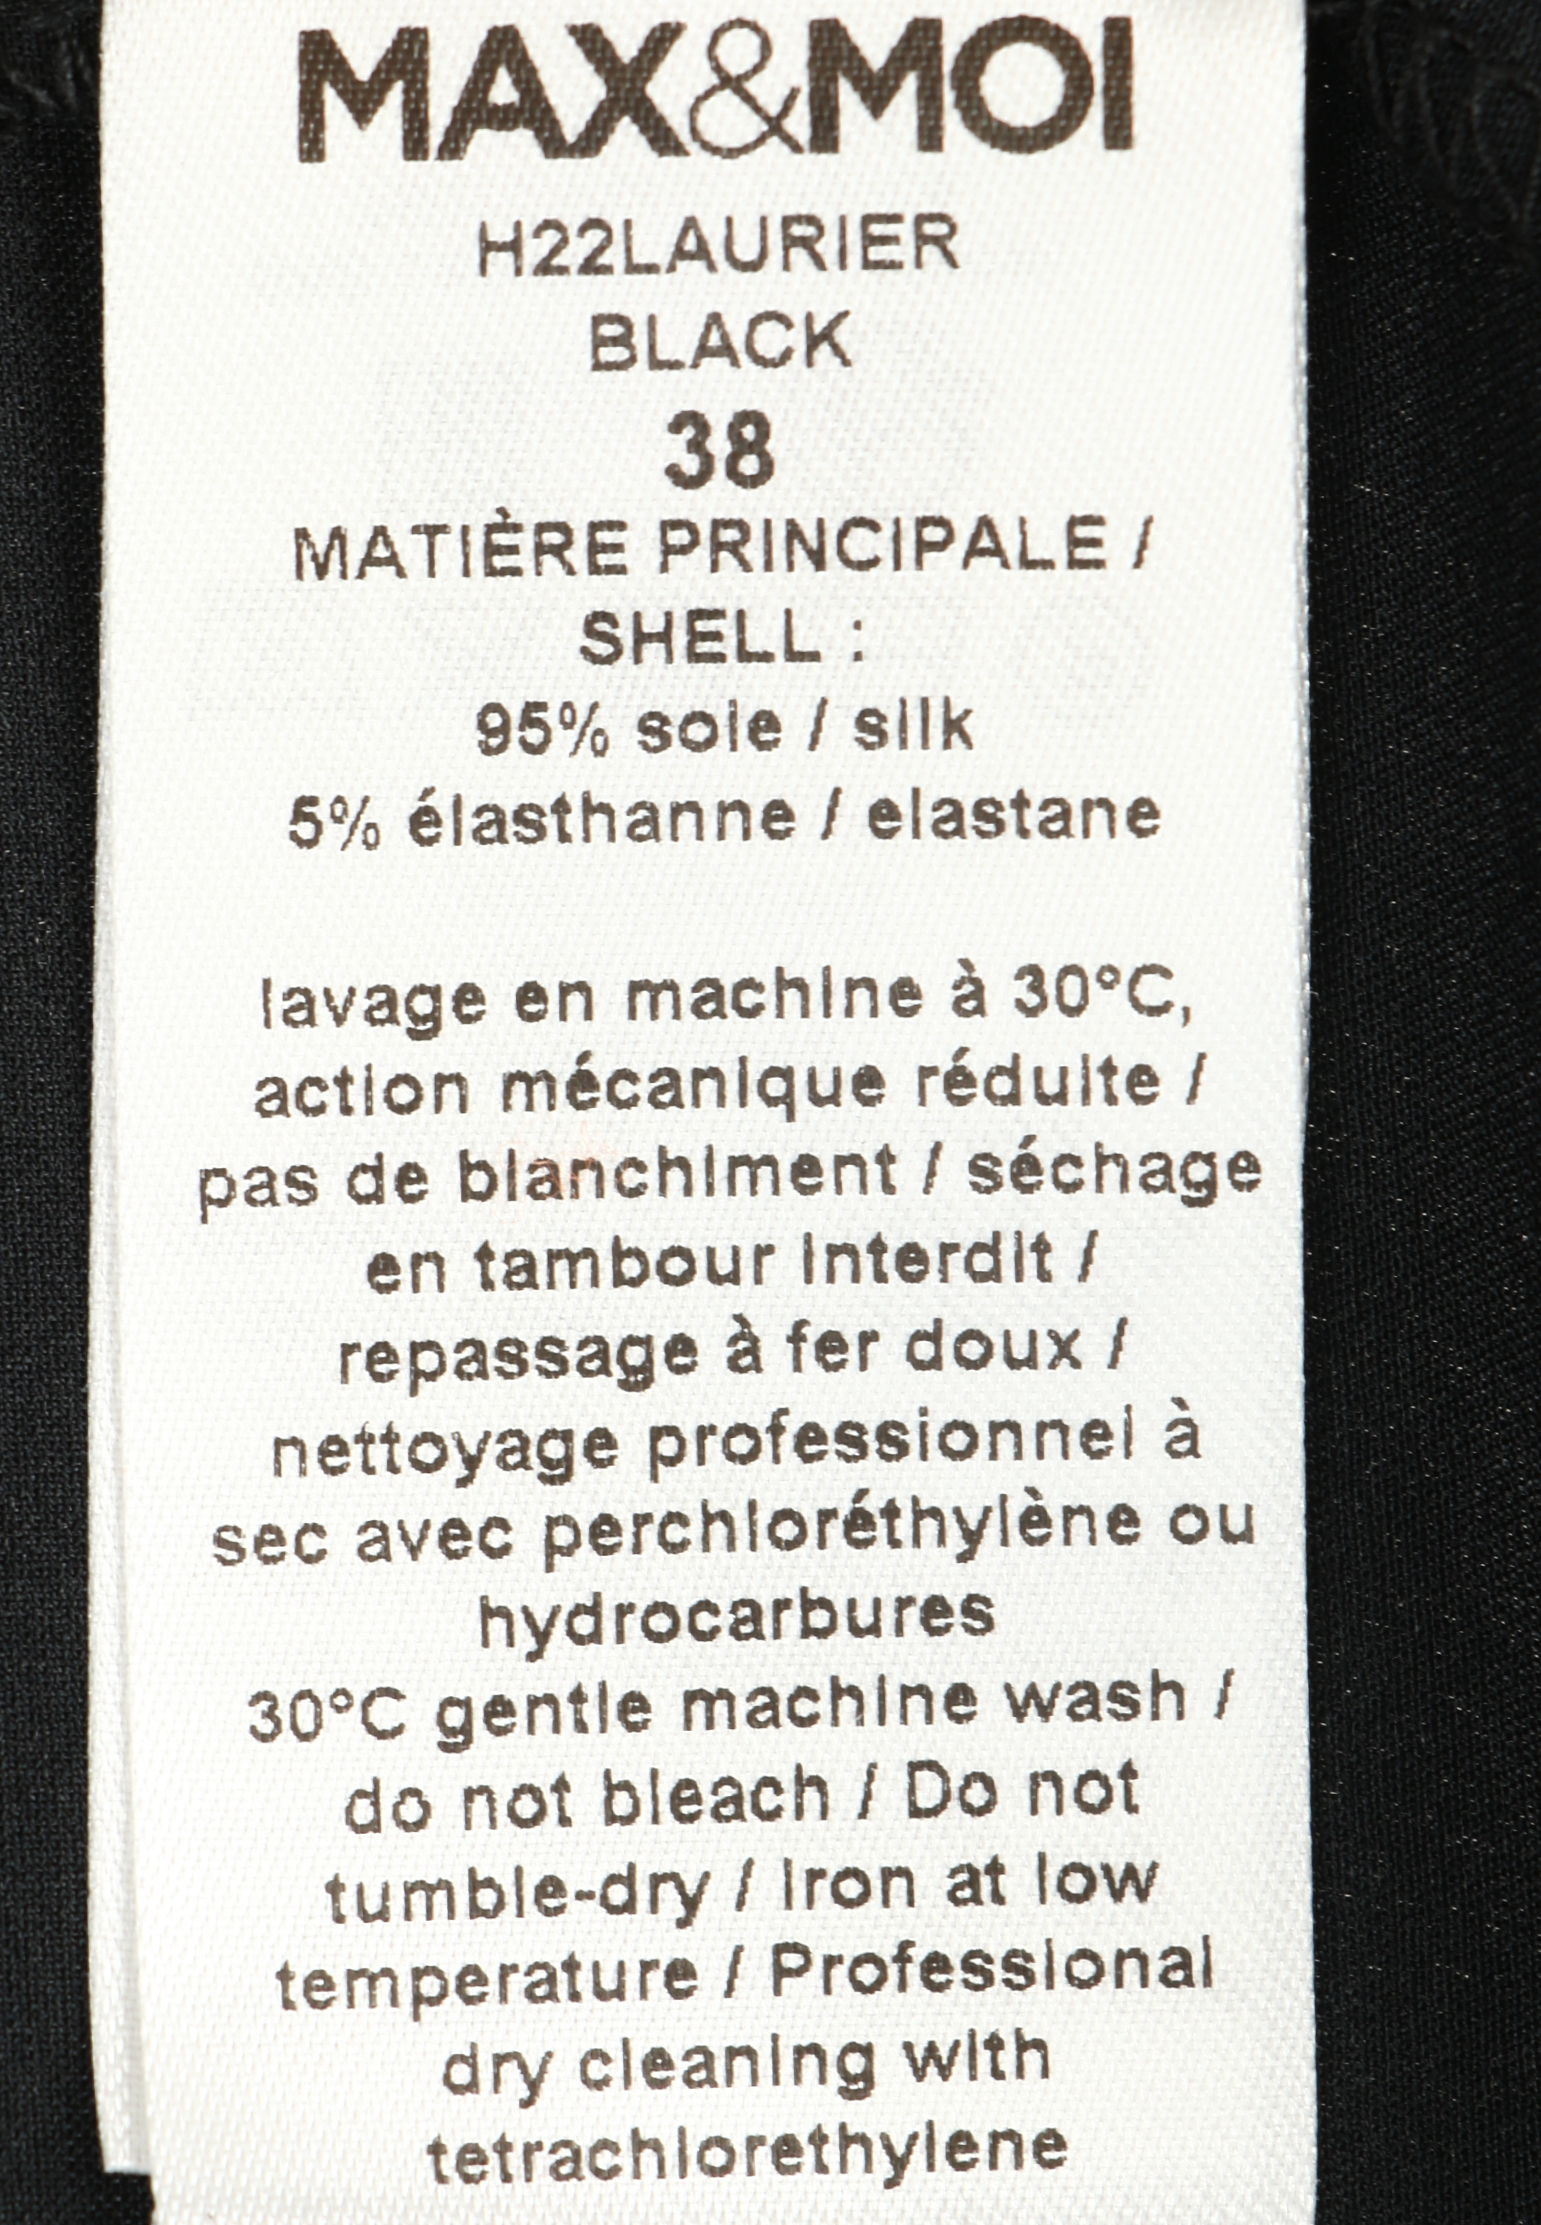 MAX&MOI
H22LAURIER
BLACK
38
MATIÈRE PRINCIPALE /
SHELL :
95% soie / silk
5% élasthanne / elastane
lavage en machine à 30°C,
action mécanique réduite /
pas de blanchiment / séchage
en tambour interdit /
repassage à fer doux /
nettoyage professionnel à
sec avec perchloréthylène ou
hydrocarbures
30°C gentle machine wash /
do not bleach / Do not
tumble-dry / Iron at low
temperature / Professional
dry cleaning with
tetrachlorethylene